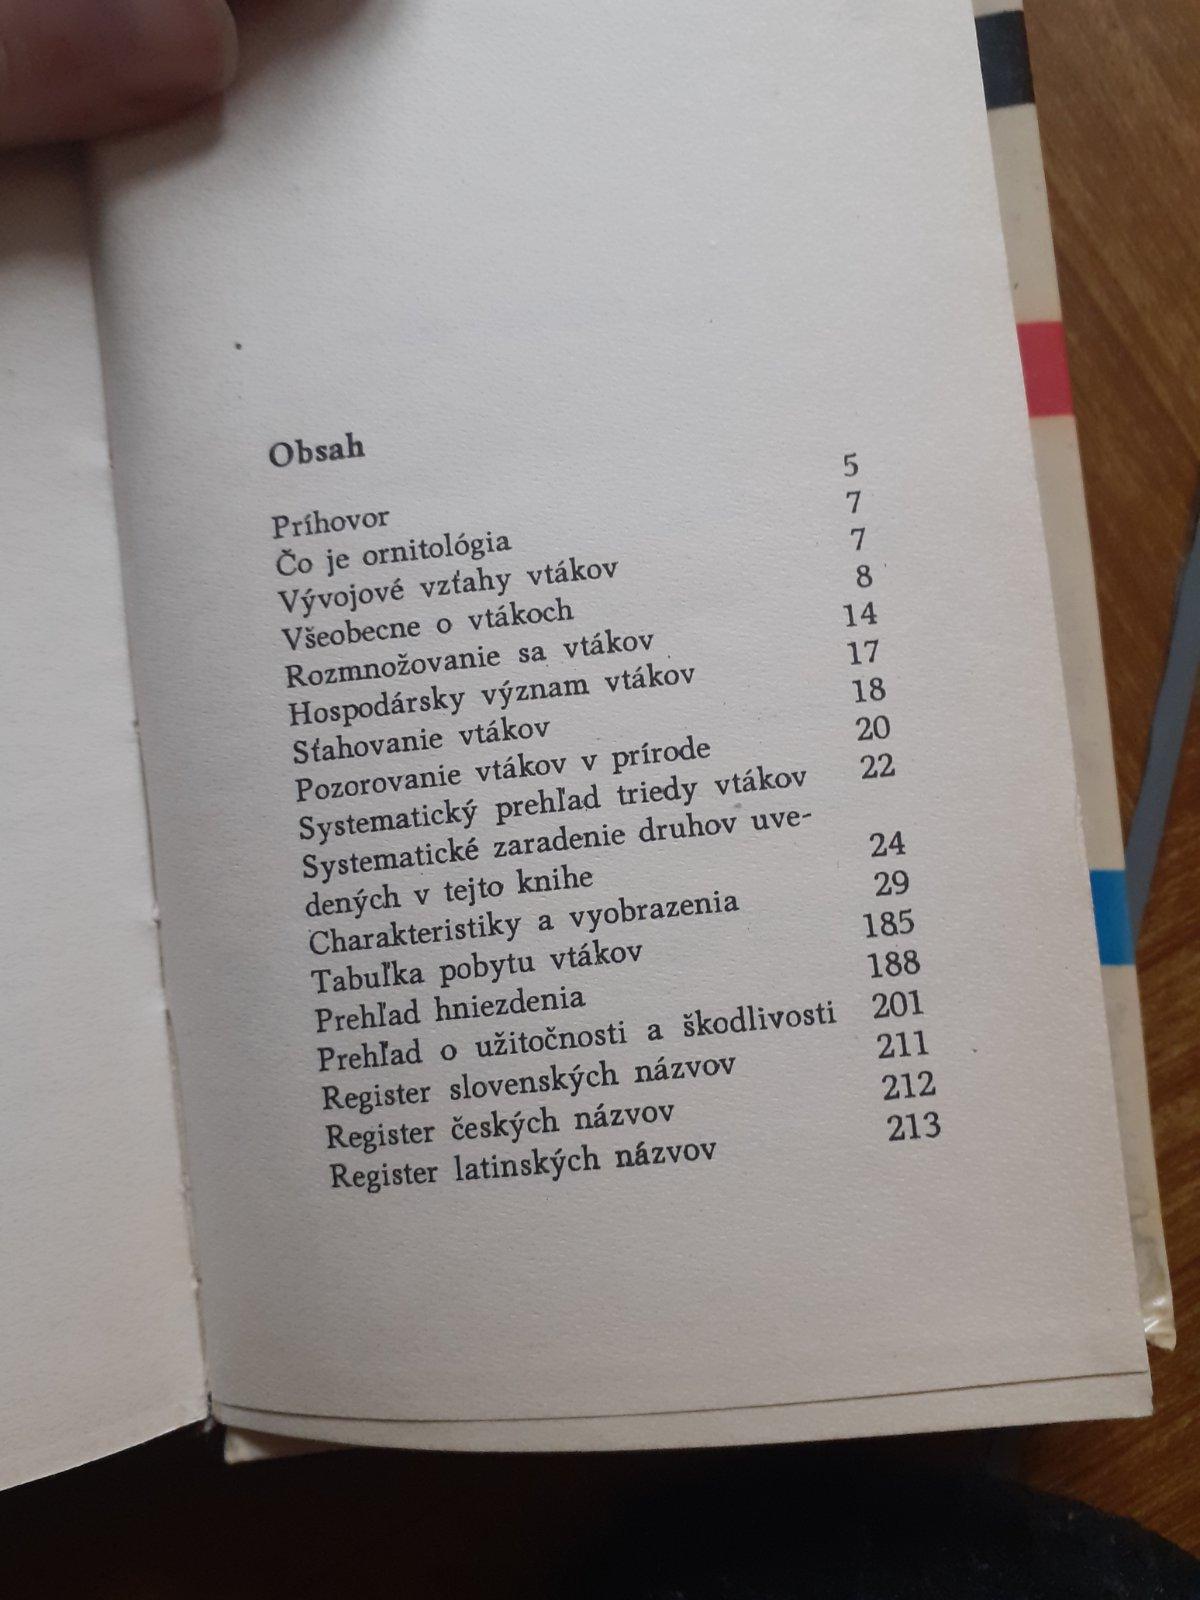 Obsah
Príhovor 5
Čo je ornitológia 7
Vývojové vzťahy vtákov 7
Všeobecne o vtákoch 8
Rozmnožovanie sa vtákov 14
Hospodársky význam vtákov 17
Sťahovanie vtákov 18
Pozorovanie vtákov v prírode 20
Systematický prehľad triedy vtákov 22
Systematické zaradenie druhov uve-
dených v tejto knihe 24
Charakteristiky a vyobrazenia 29
Tabuľka pobytu vtákov 185
Prehľad hniezdenia 188
Prehľad o užitočnosti a škodlivosti 201
Register slovenských názvov 211
Register českých názvov 212
Register latinských názvov 213